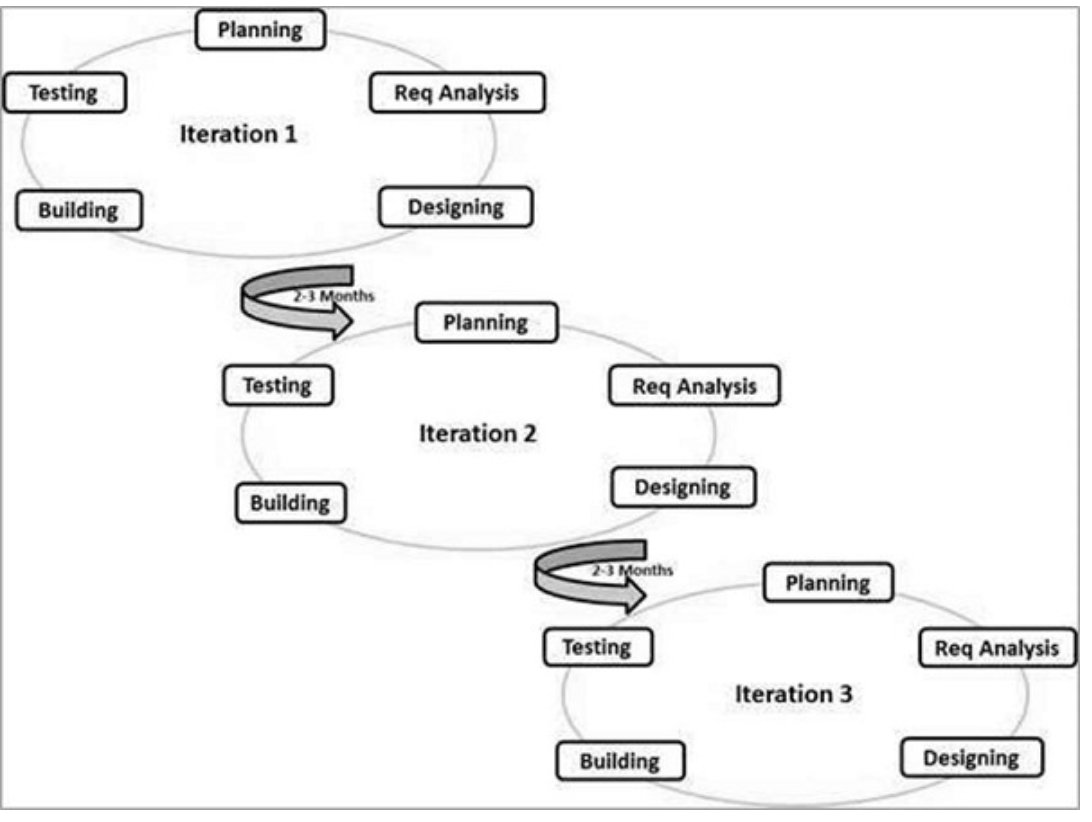 Planning
Testing
Req Analysis
Iteration 1
Building
Designing
2-3 Months
Planning
Testing
Req Analysis
Iteration 2
Building
Designing
2-3 Months
Planning
Testing
Req Analysis
Iteration 3
Building
Designing